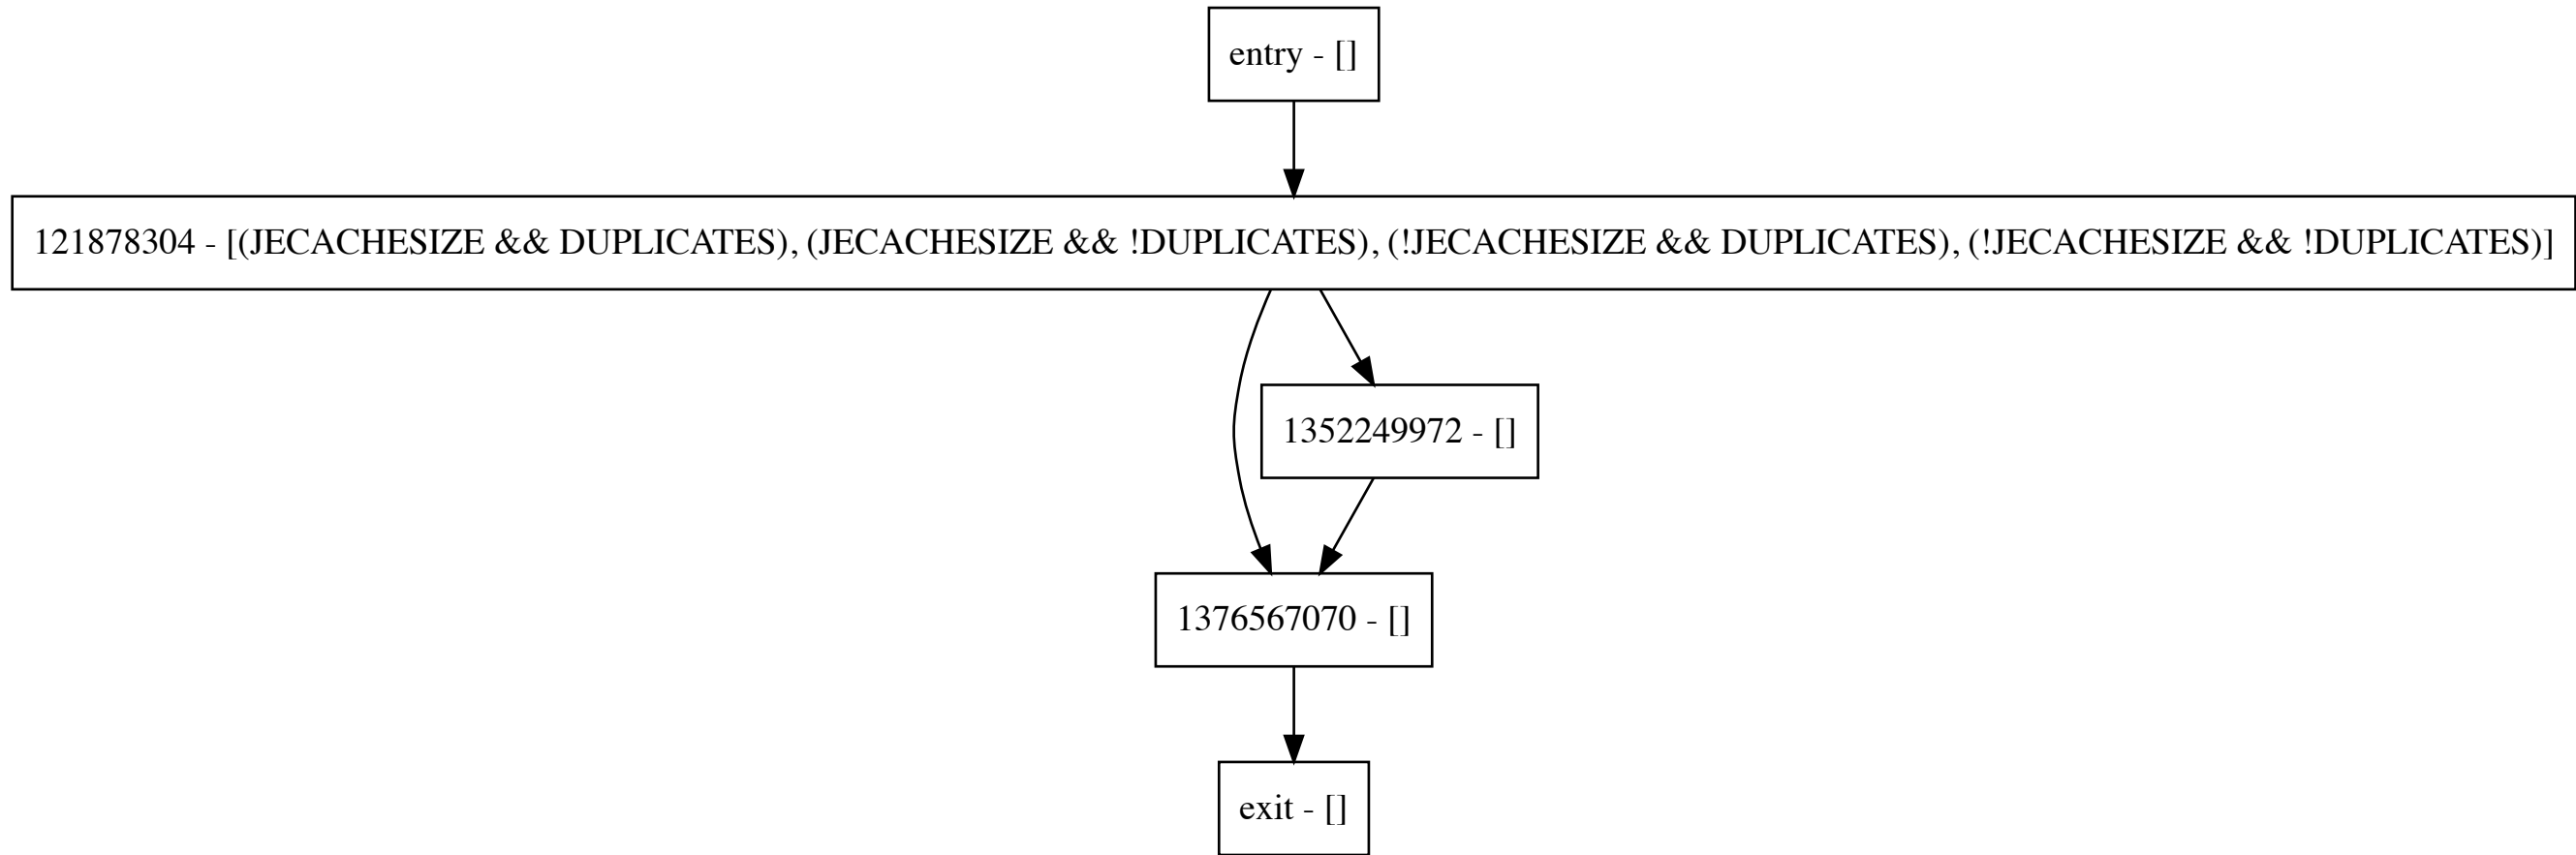 entry - []
121878304 - [(JECACHESIZE && DUPLICATES), (JECACHESIZE && !DUPLICATES), (!JECACHESIZE && DUPLICATES), (!JECACHESIZE && !DUPLICATES)]
1352249972 - []
1376567070 - []
exit - []